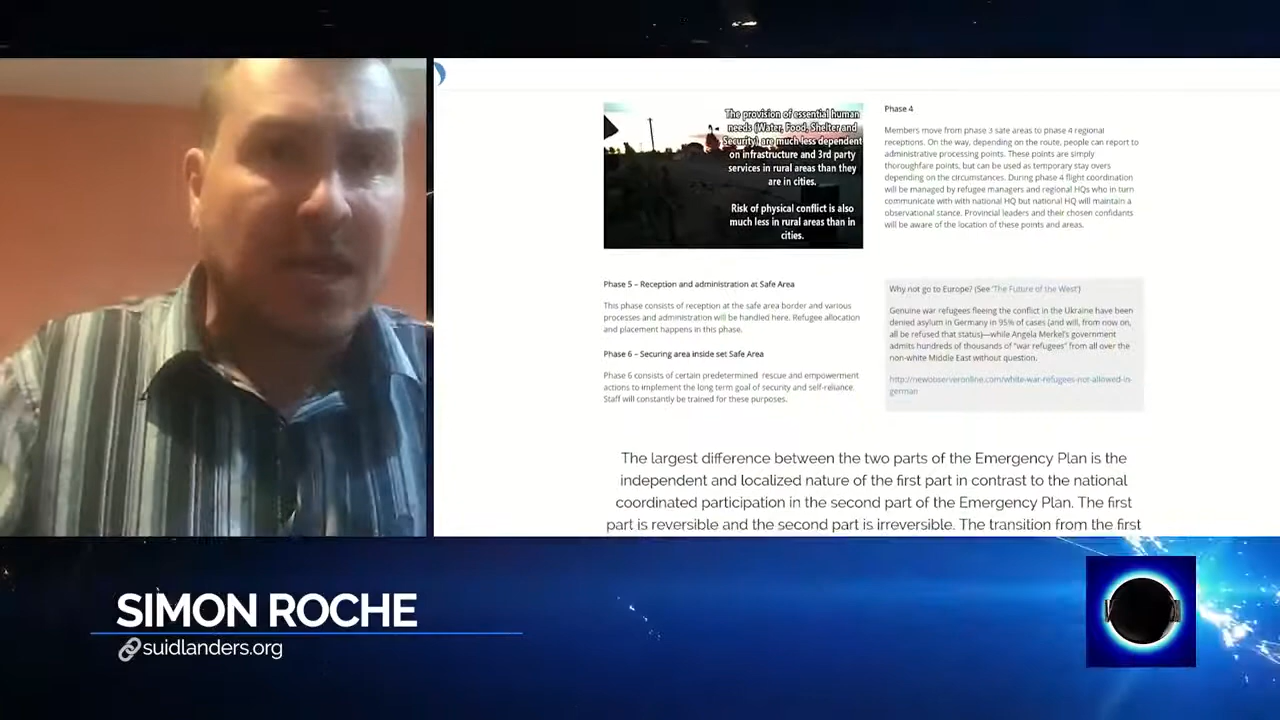 The provision of essential human
needs (Water, Food, Shelter and
Security) are much less dependent
on infrastructure and 3rd party
services in rural areas than they
are in cities.
Risk of physical conflict is also
much less in rural areas than in
cities.
Phase 4
Members move from phase 3 safe areas to phase 4 regional
receptions. On the way, depending on the route, people can report to
administrative processing points. These points are simply
thoroughfare points, but can be used as temporary stay overs
depending on the circumstances. During phase 4 flight coordination
will be managed by refugee managers and regional HQs who in turn
communicate with with national HQ but national HQ will maintain a
observational stance. Provincial leaders and their chosen confidants
will be aware of the location of these points and areas.
Phase 5 – Reception and administration at Safe Area
This phase consists of reception at the safe area border and various
processes and administration will be handled here. Refugee allocation
and placement happens in this phase.
Phase 6 – Securing area inside set Safe Area
Phase 6 consists of certain predetermined rescue and empowerment
actions to implement the long term goal of security and self-reliance.
Staff will constantly be trained for these purposes.
Why not go to Europe? (See 'The Future of the West')
Genuine war refugees fleeing the conflict in the Ukraine have been
denied asylum in Germany in 95% of cases (and will, from now on,
all be refused that status)—while Angela Merkel's government
admits hundreds of thousands of "war refugees" from all over the
non-white Middle East without question.
http://newobserveronline.com/white-war-refugees-not-allowed-in-
german
The largest difference between the two parts of the Emergency Plan is the
independent and localized nature of the first part in contrast to the national
coordinated participation in the second part of the Emergency Plan. The first
part is reversible and the second part is irreversible. The transition from the first
SIMON ROCHE
suidlanders.org